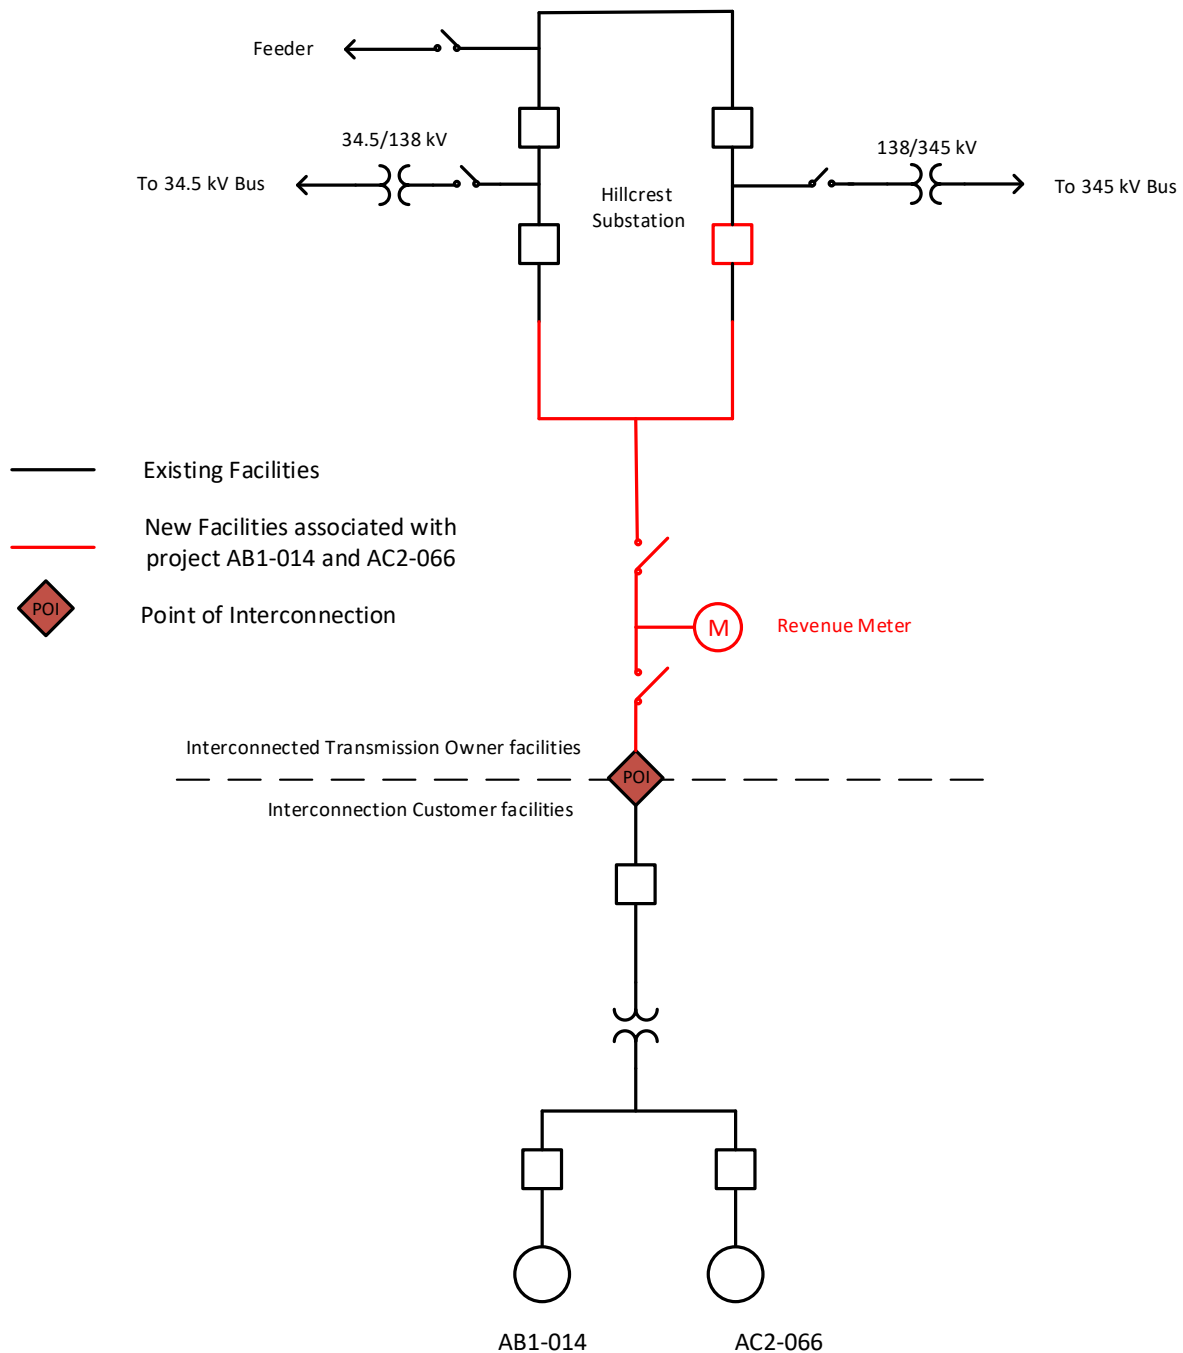 Feeder
34.5/138 kV
138/345 kV
To 34.5 kV Bus
To 345 kV Bus
Hillcrest
Substation
Existing Facilities
New Facilities associated with
project AB1-014 and AC2-066
POI
Point of Interconnection
M
Revenue Meter
Interconnected Transmission Owner facilities
POI
Interconnection Customer facilities
AB1-014
AC2-066